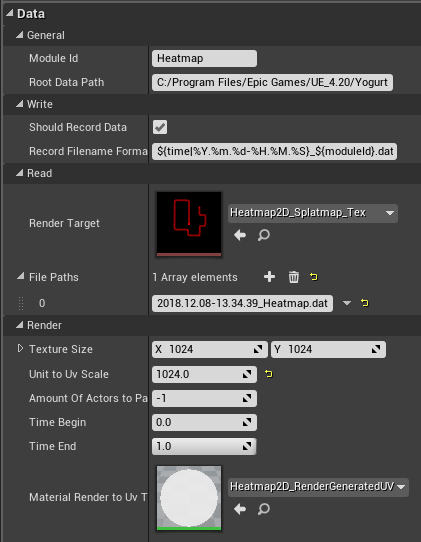 Data
General
Module Id Heatmap
Root Data Path C:/Program Files/Epic Games/UE_4.20/Yogurt
Write
Should Record Data
Record Filename Forma ${time|%Y.%m.%d-%H.%M.%S}_${moduleId}.dat
Read
Render Target Heatmap2D_Splatmap_Tex
File Paths 1 Array elements
0 2018.12.08-13.34.39_Heatmap.dat
Render
Texture Size X 1024 Y 1024
Unit to Uv Scale 1024.0
Amount Of Actors to Pa -1
Time Begin 0.0
Time End 1.0
Material Render to Uv T Heatmap2D_RenderGeneratedUV